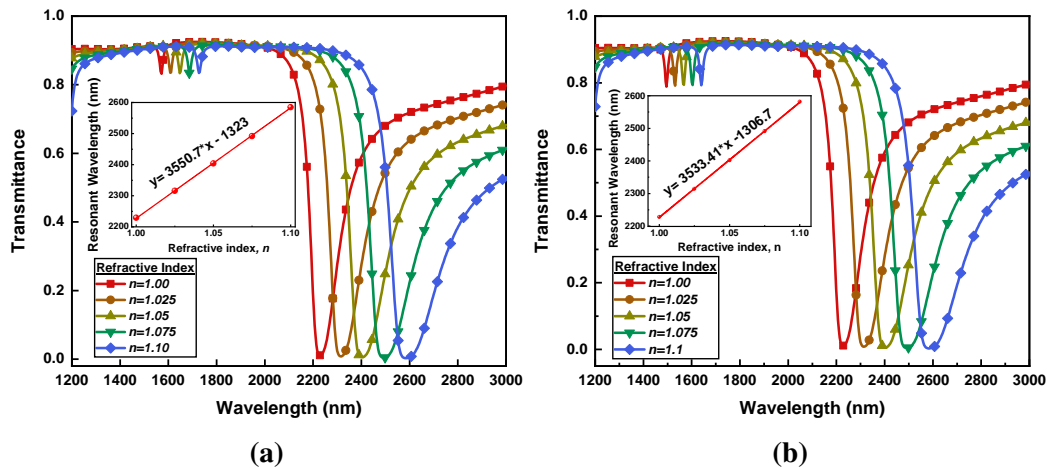 (a)
1.0
0.8
0.6
0.4
0.2
0.0
Transmittance
1200 1400 1600 1800 2000 2200 2400 2600 2800 3000
Wavelength (nm)
2600
2500
2400
2300
2200
Resonant Wavelength (nm)
y= 3550.7*x - 1323
1.00 1.05 1.10
Refractive index, n
Refractive Index
n=1.00
n=1.025
n=1.05
n=1.075
n=1.10
(b)
1.0
0.8
0.6
0.4
0.2
0.0
Transmittance
1200 1400 1600 1800 2000 2200 2400 2600 2800 3000
Wavelength (nm)
2600
2500
2400
2300
2200
Resonant Wavelength (nm)
y= 3533.41*x -1306.7
1.00 1.05 1.10
Refractive index, n
Refractive Index
n=1.00
n=1.025
n=1.05
n=1.075
n=1.1